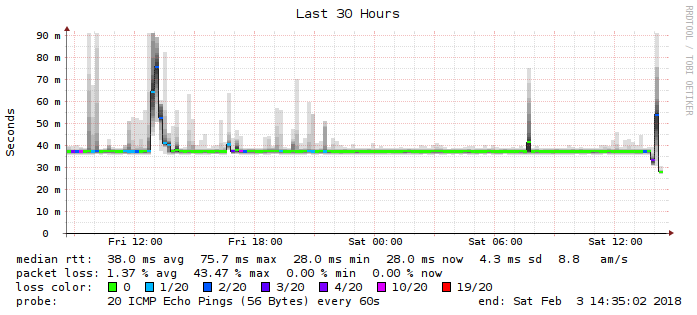 Last 30 Hours
RRDTOOL / TOBI OETIKER
Seconds
90 m
80 m
70 m
60 m
50 m
40 m
30 m
20 m
10 m
0
Fri 12:00 Fri 18:00 Sat 00:00 Sat 06:00 Sat 12:00
median rtt: 38.0 ms avg 75.7 ms max 28.0 ms min 28.0 ms now 4.3 ms sd 8.8 am/s
packet loss: 1.37 % avg 43.47 % max 0.00 % min 0.00 % now
loss color: 0 1/20 2/20 3/20 4/20 10/20 19/20
probe: 20 ICMP Echo Pings (56 Bytes) every 60s end: Sat Feb 3 14:35:02 2018